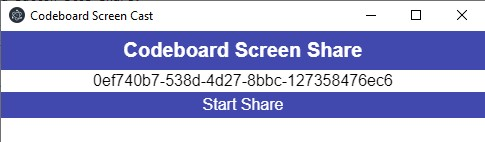 Codeboard Screen Cast
Codeboard Screen Share
0ef740b7-538d-4d27-8bbc-127358476ec6
Start Share